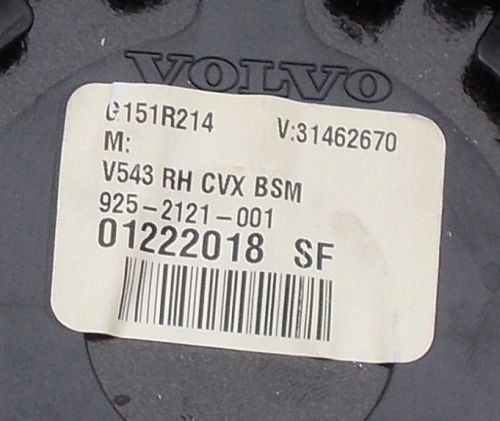 VOLVO
G151R214 V:31462670
M:
V543 RH CVX BSM
925-2121-001
01222018 SF